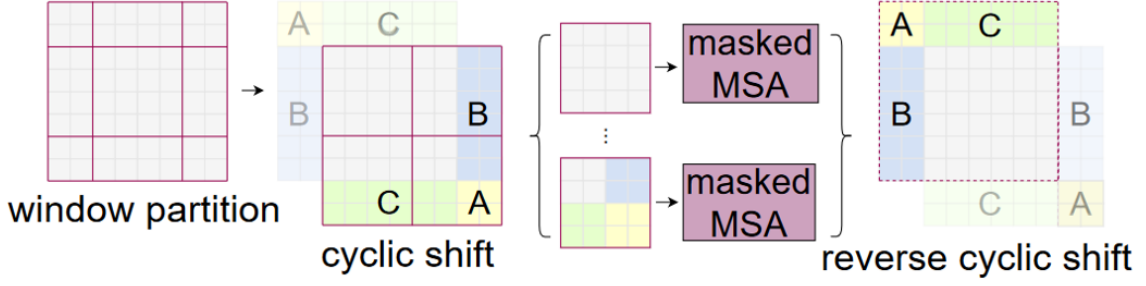 A
C
B
B
C
A
window partition
cyclic shift
masked
MSA
⋮
masked
MSA
A
C
B
B
C
A
reverse cyclic shift